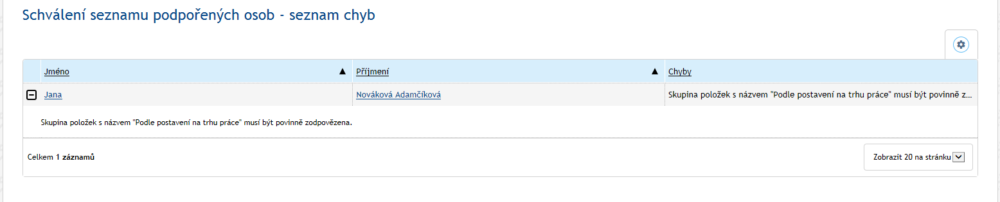 Schválení seznamu podpořených osob - seznam chyb
Jméno ▲ Příjmení ▲ Chyby
Jana Nováková Adamčíková Skupina položek s názvem "Podle postavení na trhu práce" musí být povinně z...
Skupina položek s názvem "Podle postavení na trhu práce" musí být povinně zodpovězena.
Celkem 1 záznamů Zobrazit 20 na stránku